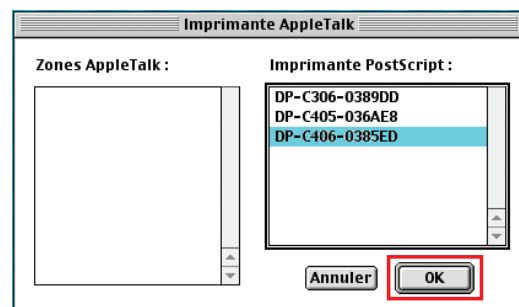 Imprimante AppleTalk
Zones AppleTalk :
Imprimante PostScript :
DP-C306-0389DD
DP-C405-036AE8
DP-C406-0385ED
Annuler
OK